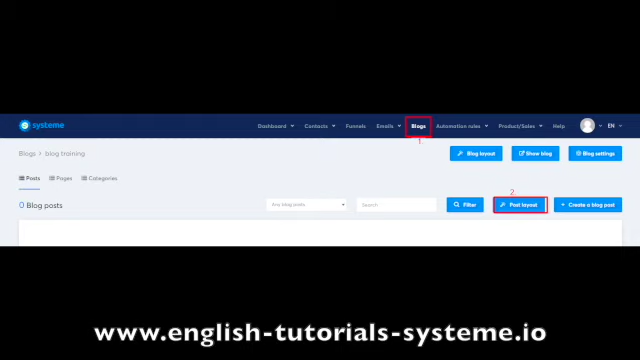 systeme Dashboard Contacts Funnels Emails Blogs Automation rules Product/Sales Help EN
1.
Blogs > blog training Blog layout Show blog Blog settings
Posts Pages Categories
2.
0 Blog posts Any blog posts Search Filter Post layout + Create a blog post
www.english-tutorials-systeme.io